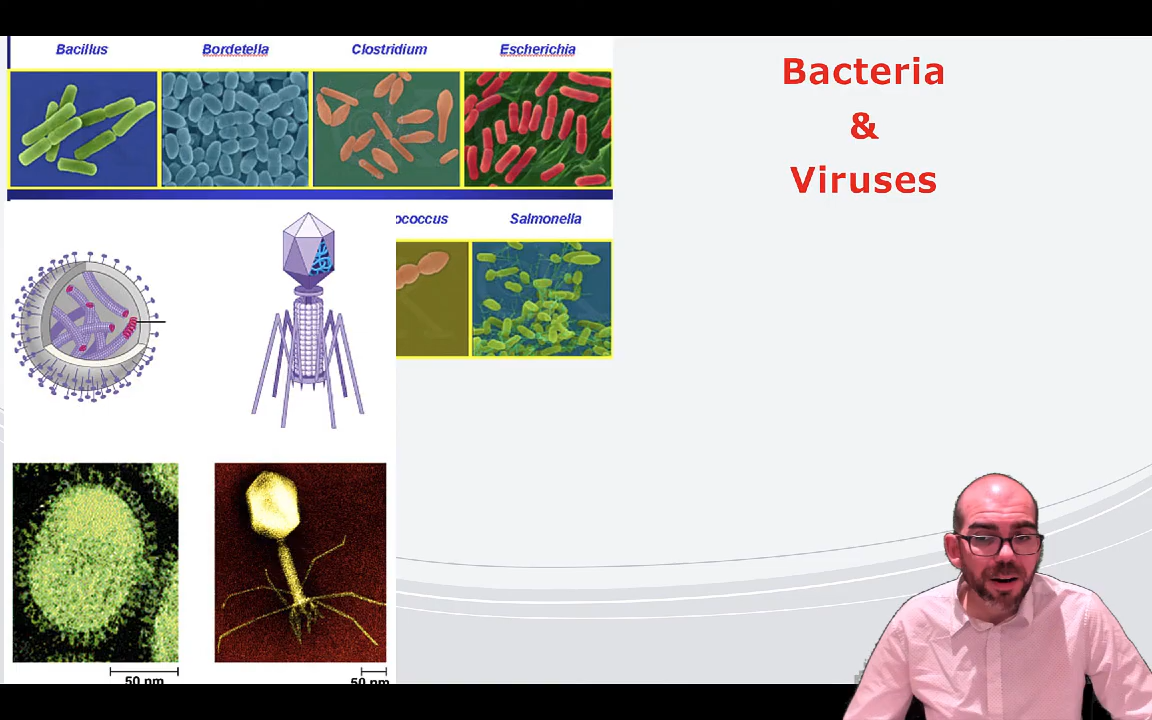 Bacillus
Bordetella
Clostridium
Escherichia
Bacteria
&
Viruses
ococcus
Salmonella
50 nm
50 nm